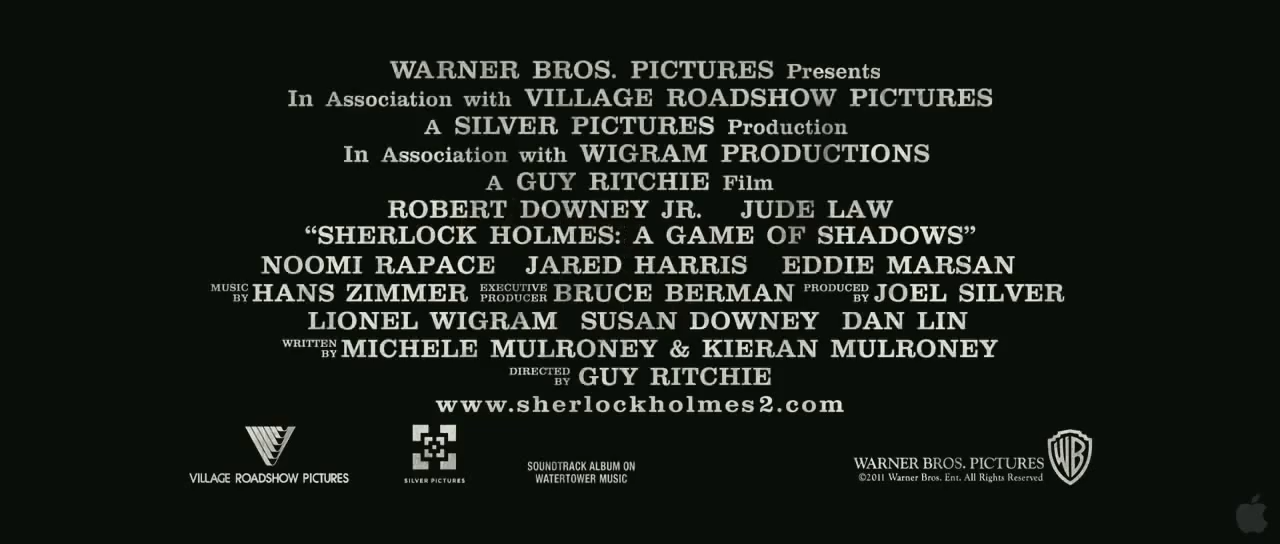 WARNER BROS. PICTURES Presents
In Association with VILLAGE ROADSHOW PICTURES
A SILVER PICTURES Production
In Association with WIGRAM PRODUCTIONS
A GUY RITCHIE Film
ROBERT DOWNEY JR. JUDE LAW
“SHERLOCK HOLMES: A GAME OF SHADOWS”
NOOMI RAPACE JARED HARRIS EDDIE MARSAN
MUSIC BY HANS ZIMMER EXECUTIVE PRODUCER BRUCE BERMAN PRODUCED BY JOEL SILVER
LIONEL WIGRAM SUSAN DOWNEY DAN LIN
WRITTEN BY MICHELE MULRONEY & KIERAN MULRONEY
DIRECTED BY GUY RITCHIE
www.sherlockholmes2.com
VILLAGE ROADSHOW PICTURES
SILVER PICTURES
SOUNDTRACK ALBUM ON
WATERTOWER MUSIC
WARNER BROS. PICTURES
©2011 Warner Bros. Ent. All Rights Reserved
WB